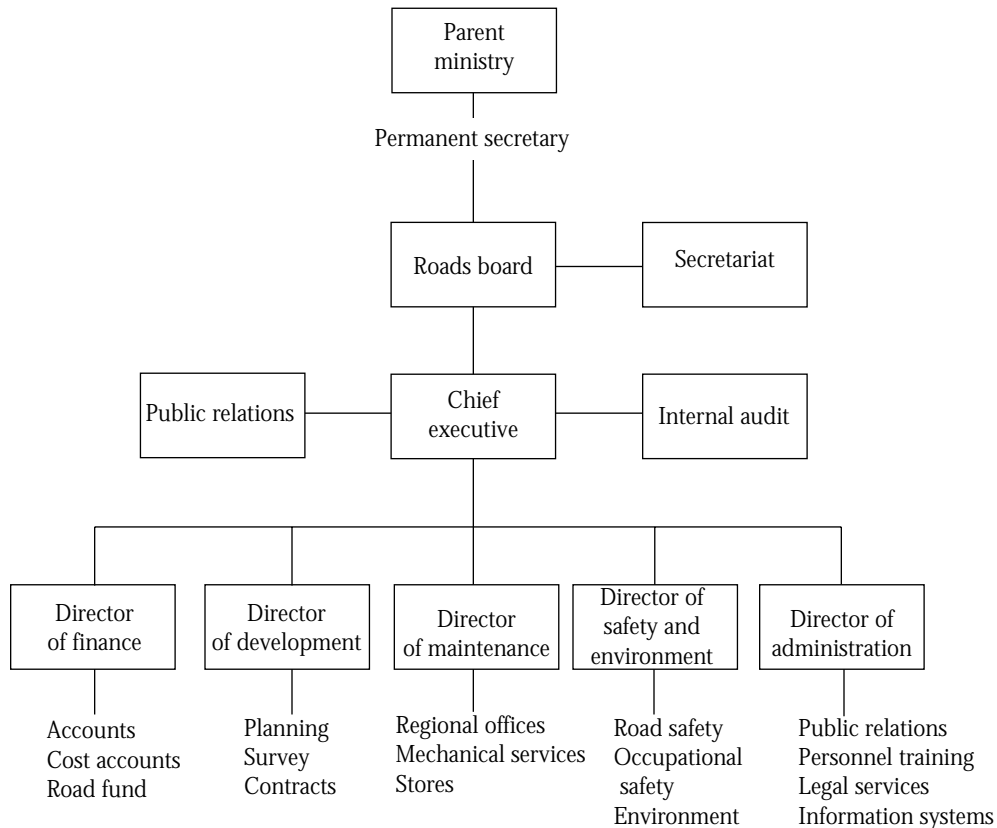 Parent
ministry
Permanent secretary
Roads board
Secretariat
Public relations
Chief
executive
Internal audit
Director
of finance
Director
of development
Director
of maintenance
Director of
safety and
environment
Director of
administration
Accounts
Cost accounts
Road fund
Planning
Survey
Contracts
Regional offices
Mechanical services
Stores
Road safety
Occupational
safety
Environment
Public relations
Personnel training
Legal services
Information systems